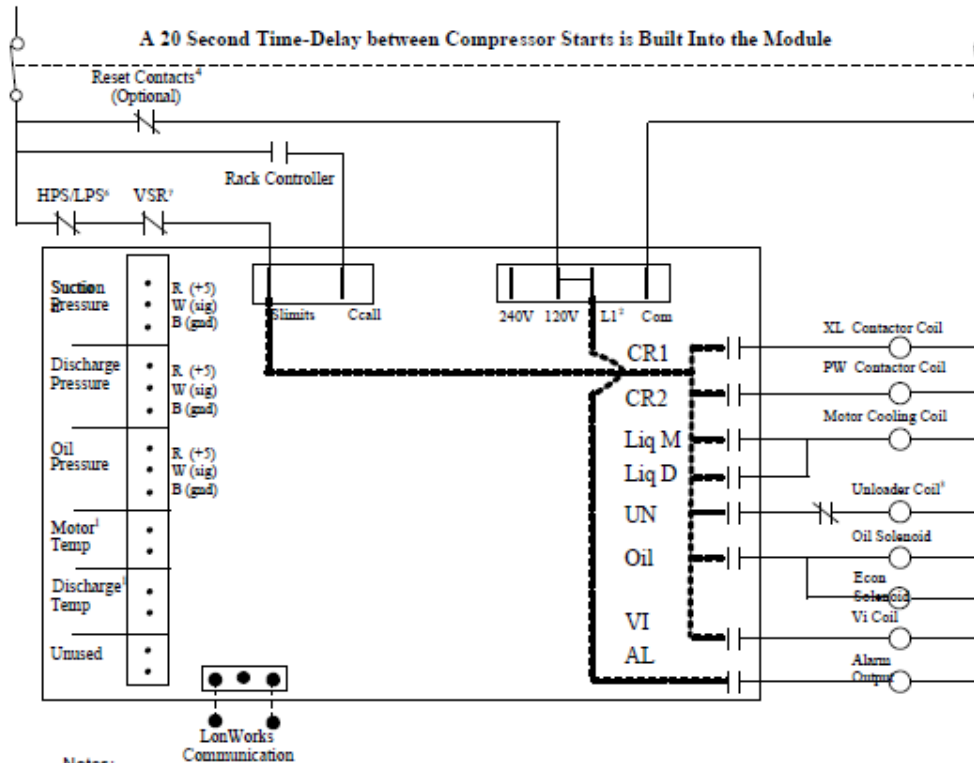 A 20 Second Time-Delay between Compressor Starts is Built Into the Module
Reset Contacts⁴
(Optional)
Rack Controller
HPS/LPS⁶ VSR⁷
Suction
Pressure
R (+5)
W (sig)
B (gnd)
Slimits Ccall
240V 120V L1² Com
Discharge
Pressure
R (+5)
W (sig)
B (gnd)
Oil
Pressure
R (+5)
W (sig)
B (gnd)
Motor¹
Temp
Discharge¹
Temp
Unused
CR1
CR2
Liq M
Liq D
UN
Oil
VI
AL
XL Contactor Coil
PW Contactor Coil
Motor Cooling Coil
Unloader Coil³
Oil Solenoid
Econ
Solenoid
Vi Coil
Alarm
Output
LonWorks
Communication
Notes: